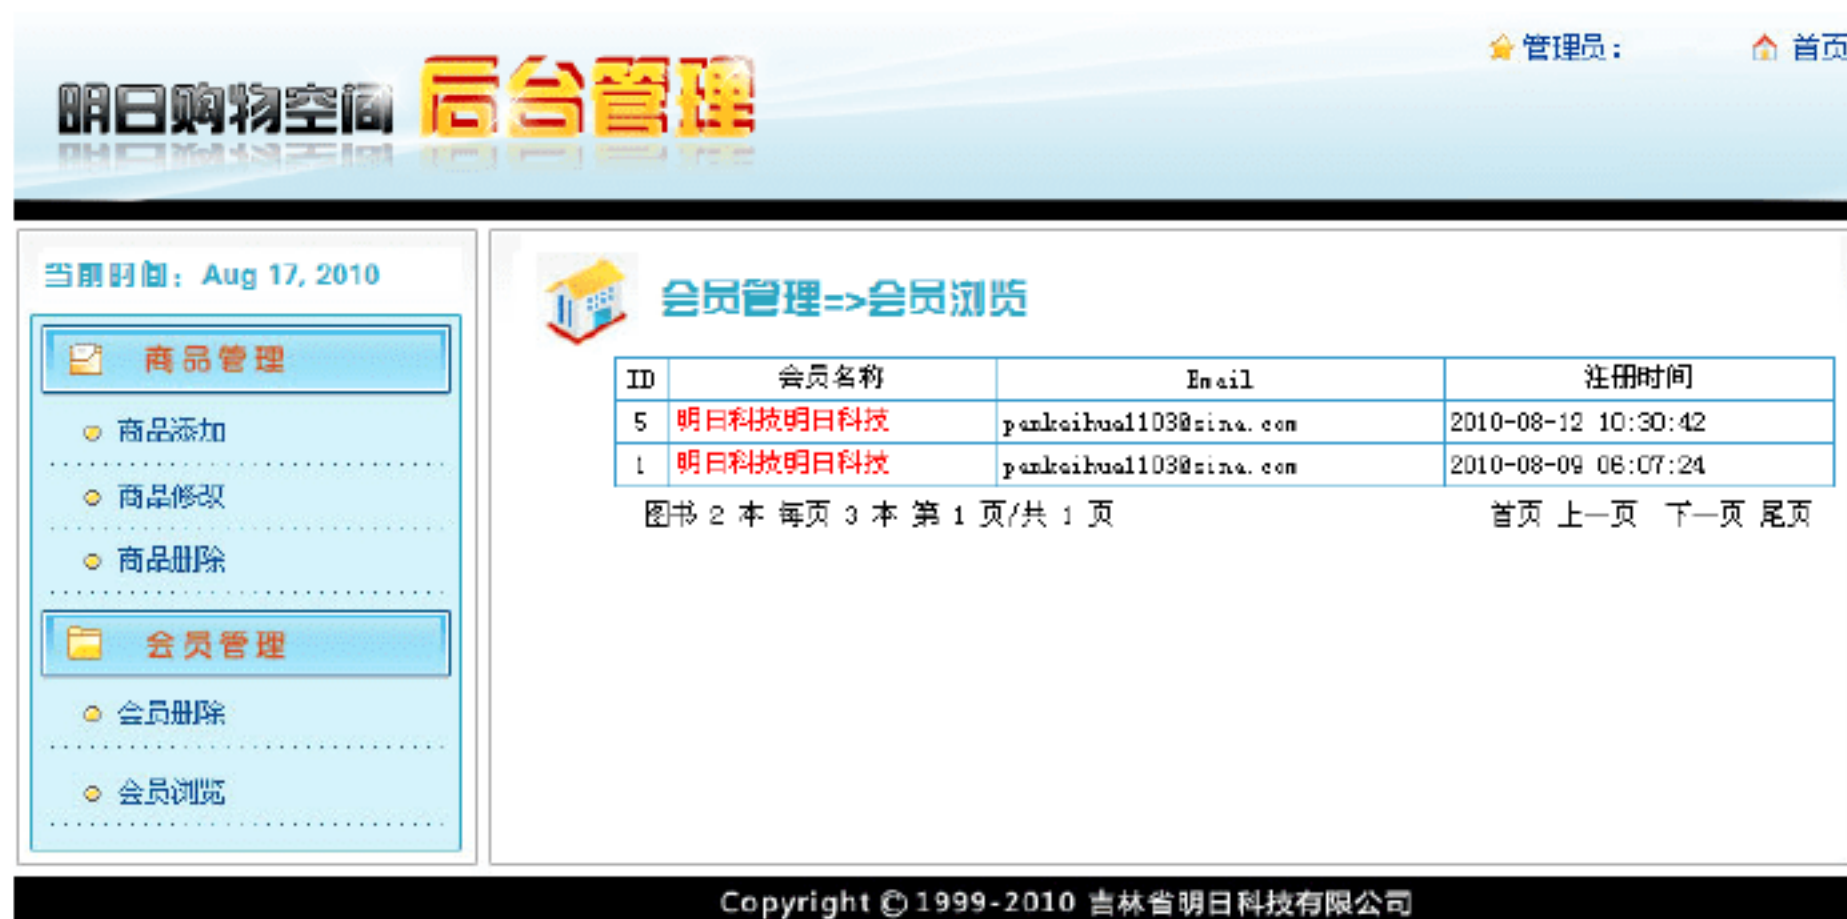 明日购物空间 后台管理
管理员： 首页
当前时间：Aug 17, 2010
商品管理
商品添加
商品修改
商品删除
会员管理
会员删除
会员浏览
会员管理=>会员浏览
ID 会员名称 Email 注册时间
5 明日科技明日科技 pankaihua1103@sina.com 2010-08-12 10:30:42
1 明日科技明日科技 pankaihua1103@sina.com 2010-08-09 06:07:24
图书 2 本 每页 3 本 第 1 页/共 1 页 首页 上一页 下一页 尾页
Copyright © 1999-2010 吉林省明日科技有限公司